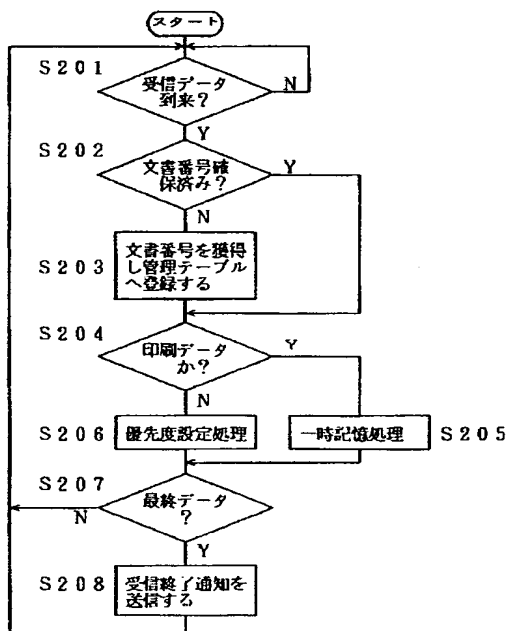 スタート
S201
受信データ
到来?
N
Y
S202
文書番号確
保済み?
Y
N
S203
文書番号を獲得
し管理テーブル
へ登録する
S204
印刷データ
か?
Y
N
S206
優先度設定処理
一時記憶処理
S205
S207
最終データ
?
N
Y
S208
受信終了通知を
送信する